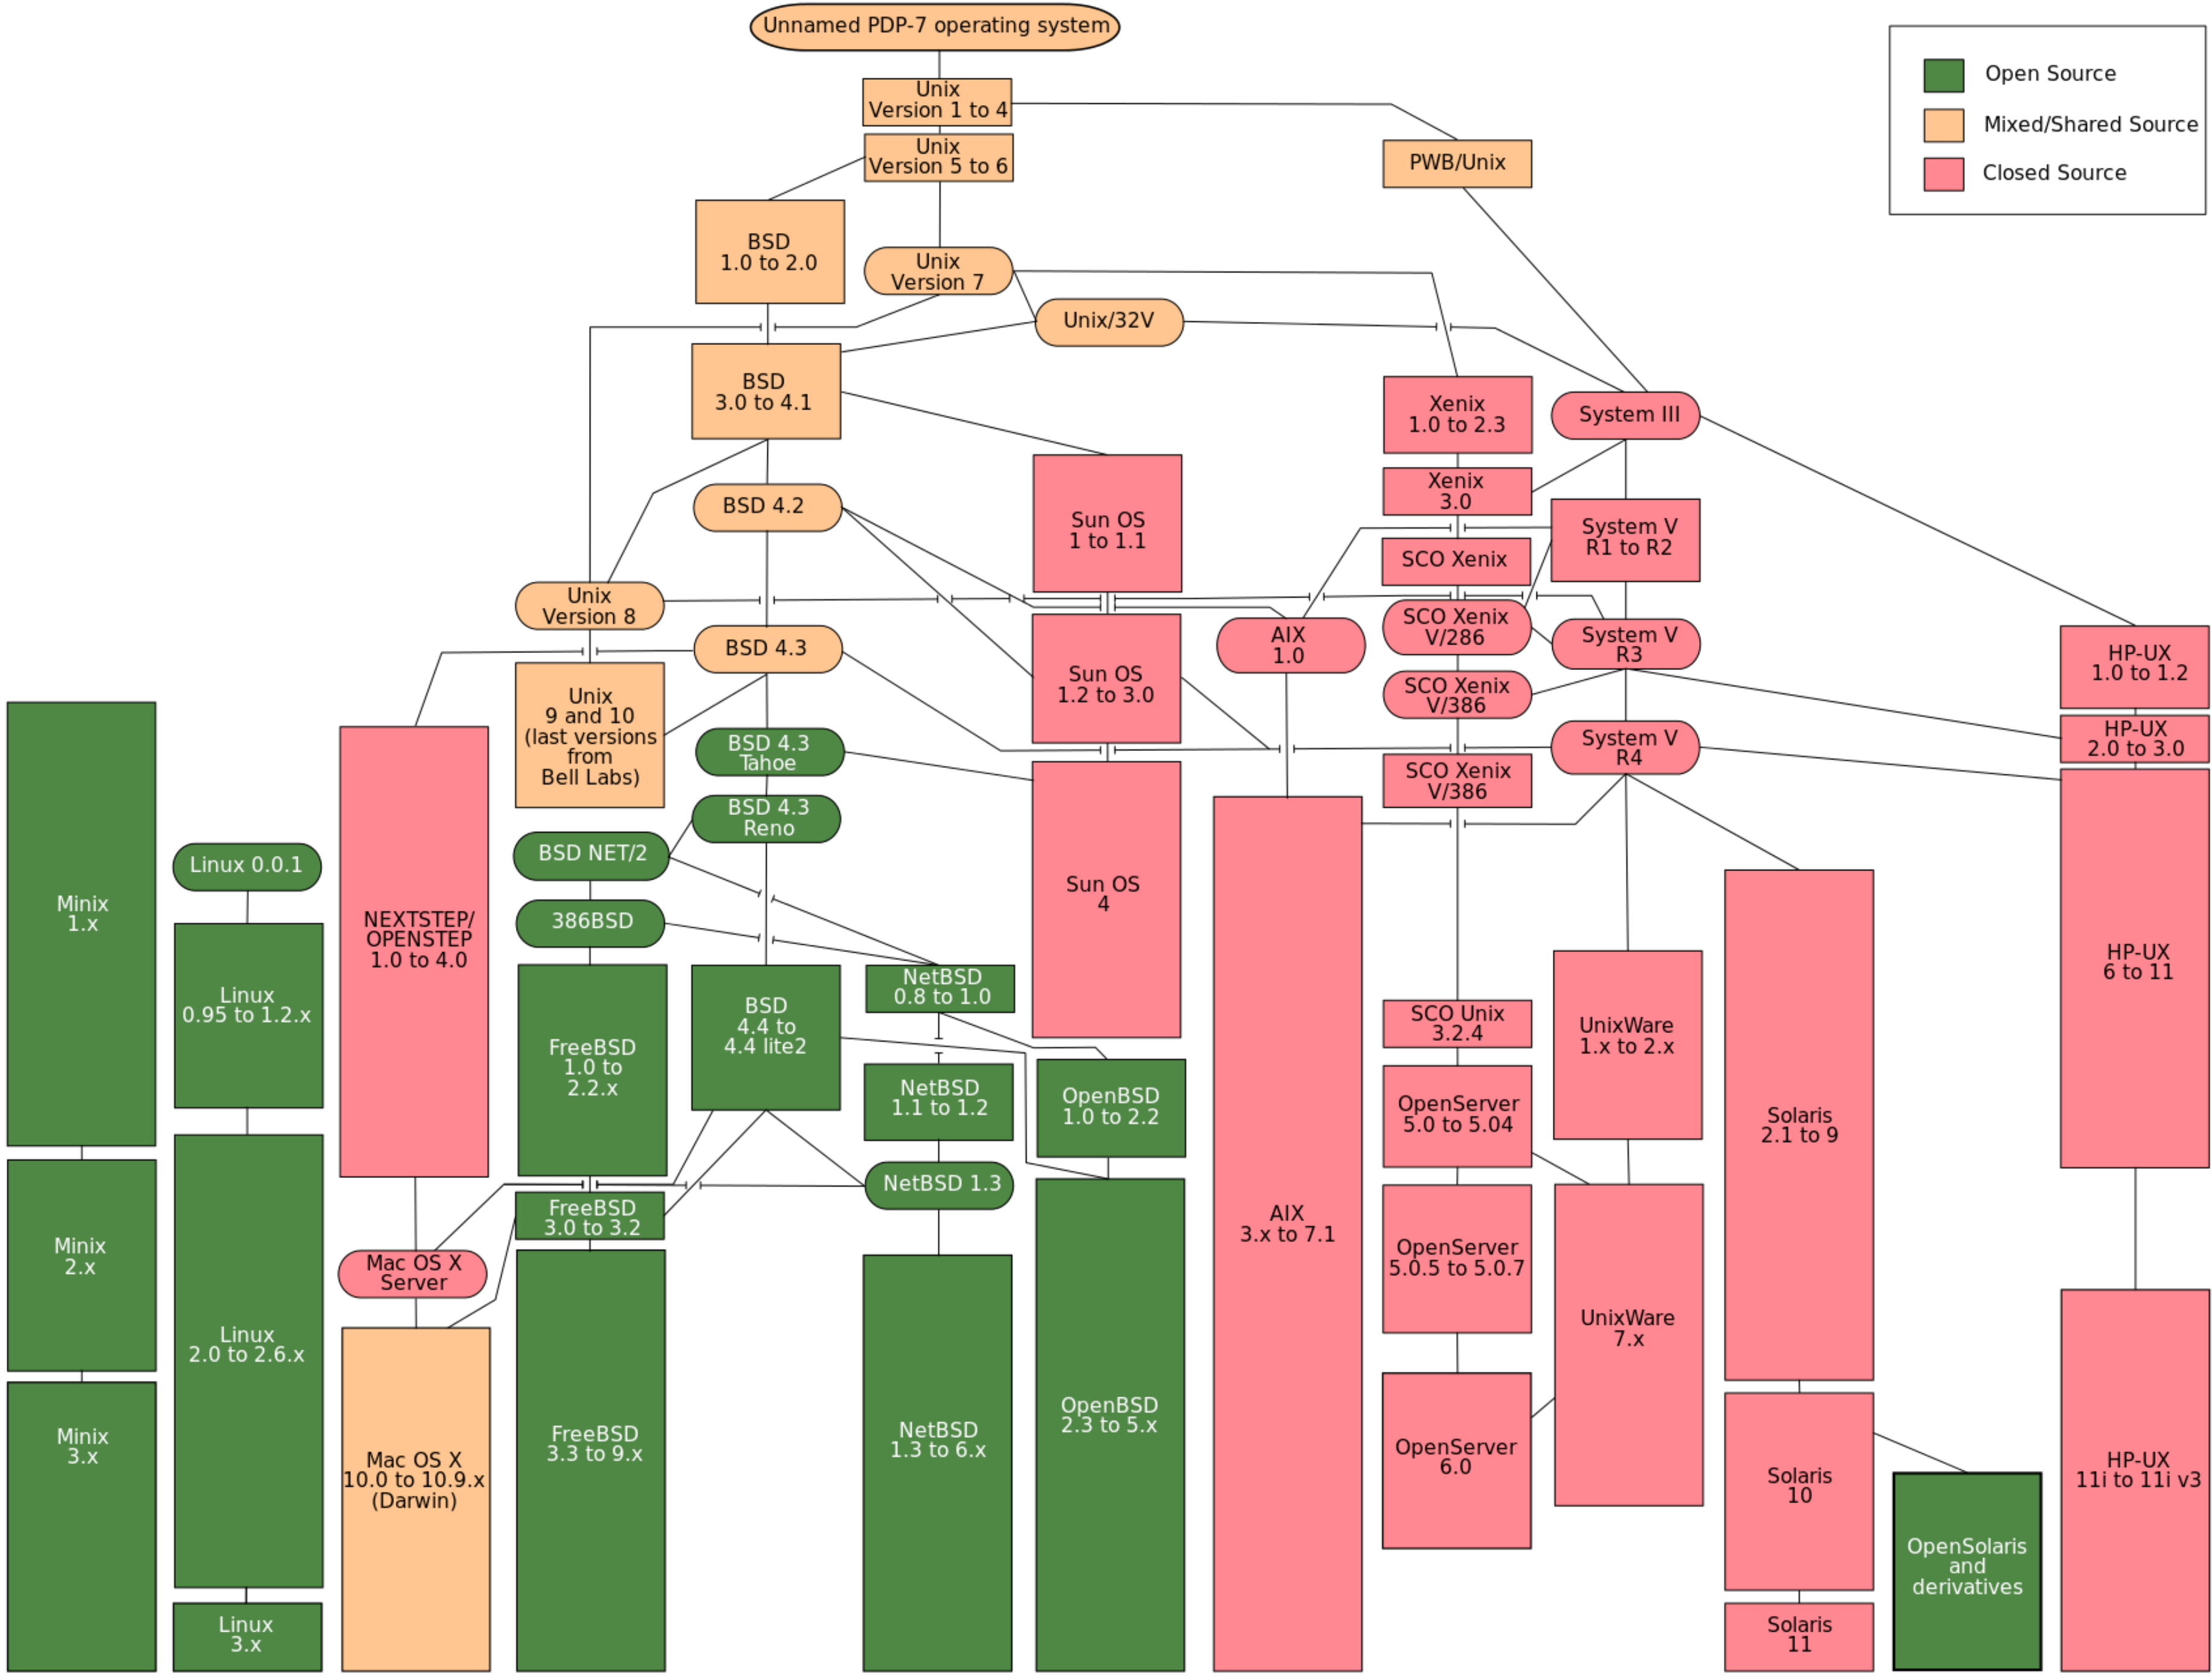 Unnamed PDP-7 operating system
Open Source
Mixed/Shared Source
Closed Source
Unix
Version 1 to 4
Unix
Version 5 to 6
PWB/Unix
BSD
1.0 to 2.0
Unix
Version 7
Unix/32V
BSD
3.0 to 4.1
Xenix
1.0 to 2.3
System III
Xenix
3.0
BSD 4.2
Sun OS
1 to 1.1
System V
R1 to R2
SCO Xenix
Unix
Version 8
SCO Xenix
V/286
AIX
1.0
System V
R3
BSD 4.3
HP-UX
1.0 to 1.2
Sun OS
1.2 to 3.0
SCO Xenix
V/386
Unix
9 and 10
(last versions
from
Bell Labs)
BSD 4.3
Tahoe
System V
R4
HP-UX
2.0 to 3.0
SCO Xenix
V/386
BSD 4.3
Reno
BSD NET/2
Linux 0.0.1
Minix
1.x
386BSD
NEXTSTEP/
OPENSTEP
1.0 to 4.0
Sun OS
4
HP-UX
6 to 11
Linux
0.95 to 1.2.x
NetBSD
0.8 to 1.0
BSD
4.4 to
4.4 lite2
SCO Unix
3.2.4
UnixWare
1.x to 2.x
FreeBSD
1.0 to
2.2.x
NetBSD
1.1 to 1.2
OpenBSD
1.0 to 2.2
OpenServer
5.0 to 5.04
Solaris
2.1 to 9
NetBSD 1.3
FreeBSD
3.0 to 3.2
AIX
3.x to 7.1
Minix
2.x
Mac OS X
Server
OpenServer
5.0.5 to 5.0.7
Linux
2.0 to 2.6.x
UnixWare
7.x
OpenBSD
2.3 to 5.x
Minix
3.x
FreeBSD
3.3 to 9.x
NetBSD
1.3 to 6.x
OpenServer
6.0
Mac OS X
10.0 to 10.9.x
(Darwin)
Solaris
10
HP-UX
11i to 11i v3
OpenSolaris
and
derivatives
Linux
3.x
Solaris
11